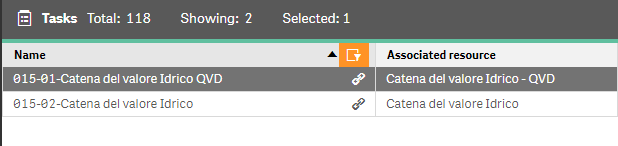 Tasks Total: 118 Showing: 2 Selected: 1
Name Associated resource
015-01-Catena del valore Idrico QVD Catena del valore Idrico - QVD
015-02-Catena del valore Idrico Catena del valore Idrico